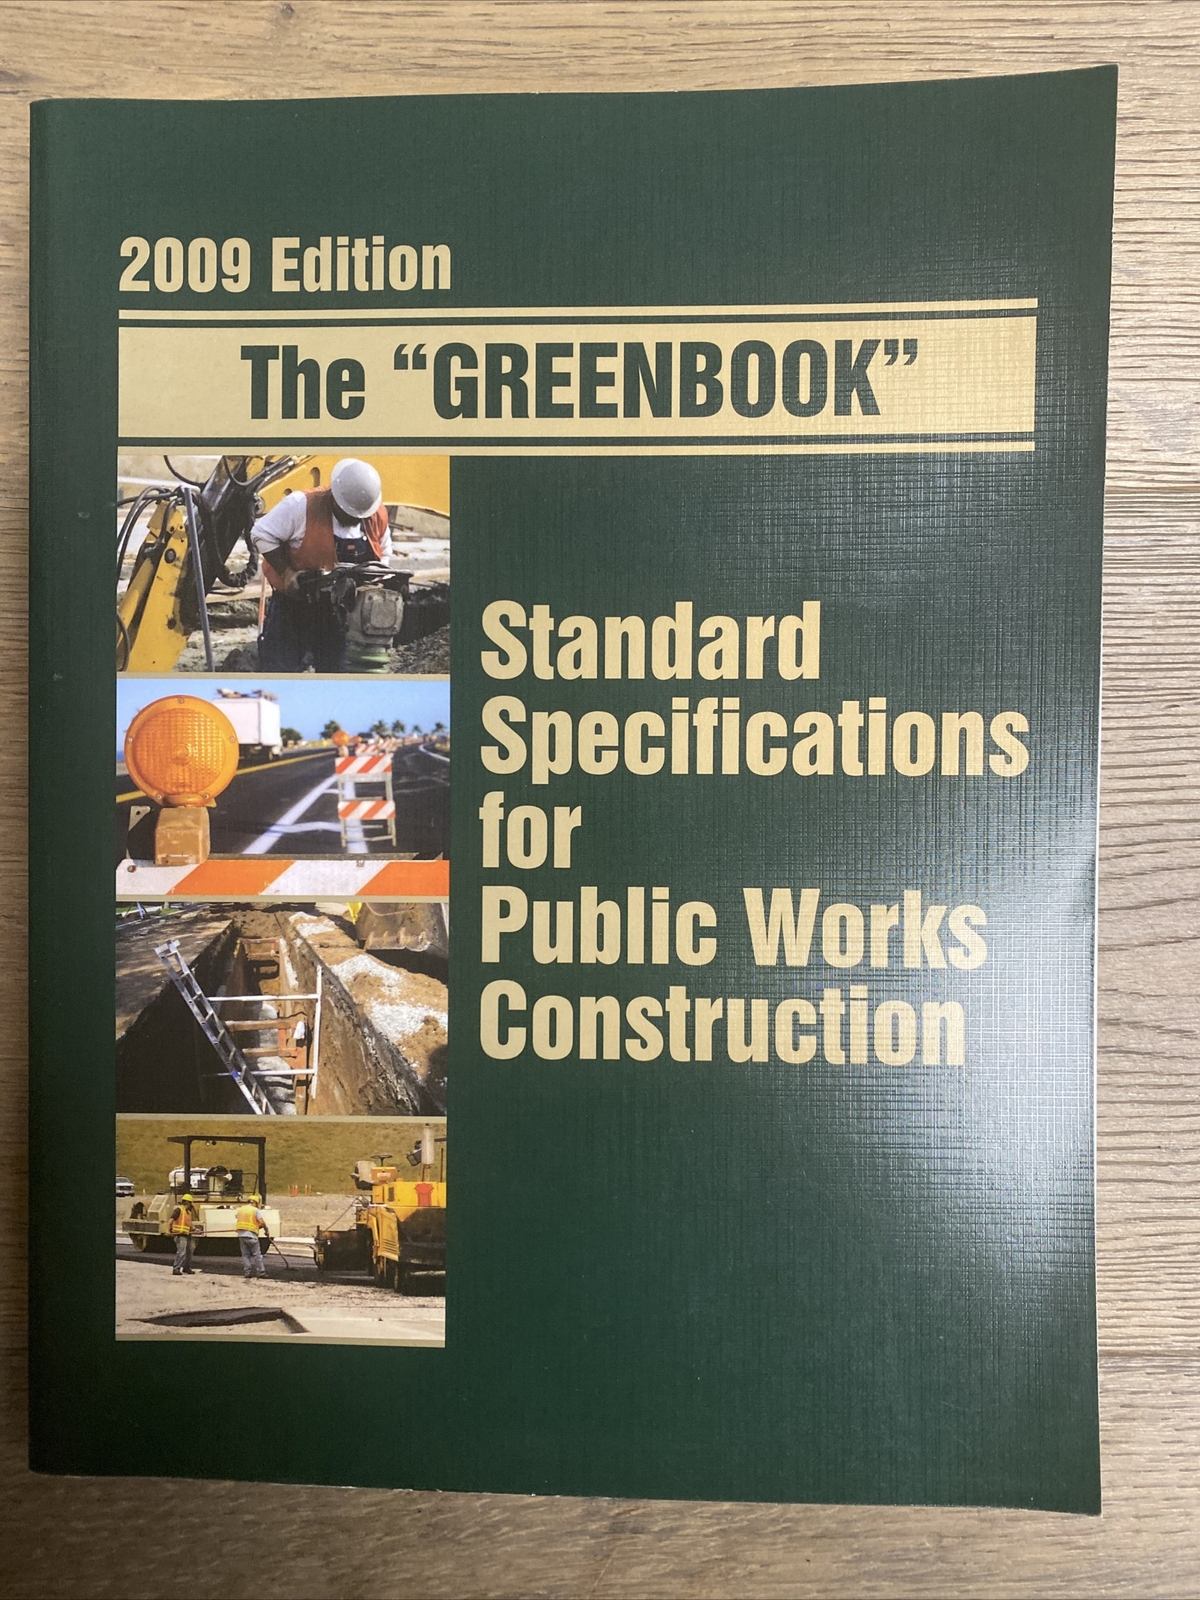 2009 Edition
The “GREENBOOK”
Standard
Specifications
for
Public Works
Construction